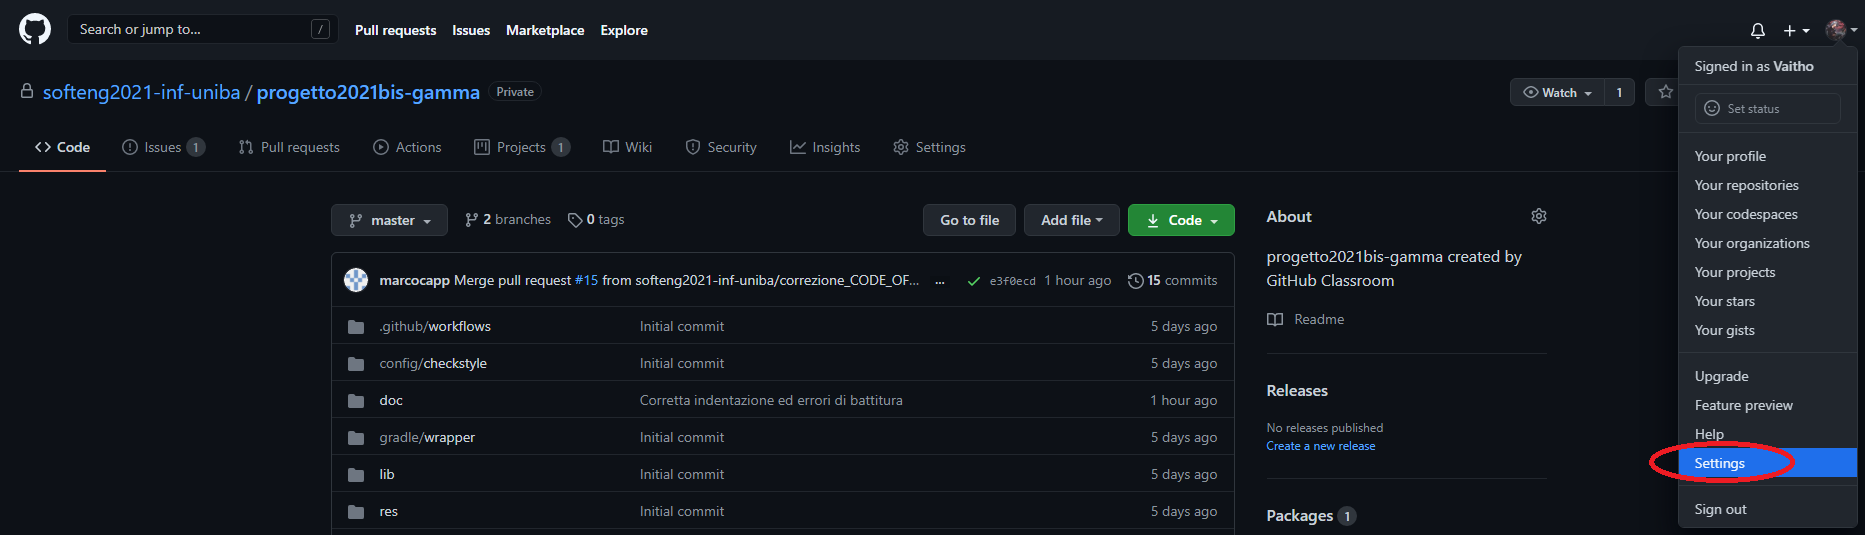 Search or jump to... /
Pull requests Issues Marketplace Explore
Signed in as Vaitho
softeng2021-inf-uniba / progetto2021bis-gamma Private
Watch 1
Set status
Code Issues 1 Pull requests Actions Projects 1 Wiki Security Insights Settings
Your profile
Your repositories
Your codespaces
Your organizations
Your projects
Your stars
Your gists
Upgrade
Feature preview
Help
Settings
Sign out
master 2 branches 0 tags Go to file Add file Code
marcocapp Merge pull request #15 from softeng2021-inf-uniba/correzione_CODE_OF... ... e3f0ecd 1 hour ago 15 commits
.github/workflows Initial commit 5 days ago
config/checkstyle Initial commit 5 days ago
doc Corretta indentazione ed errori di battitura 1 hour ago
gradle/wrapper Initial commit 5 days ago
lib Initial commit 5 days ago
res Initial commit 5 days ago
About
progetto2021bis-gamma created by
GitHub Classroom
Readme
Releases
No releases published
Create a new release
Packages 1